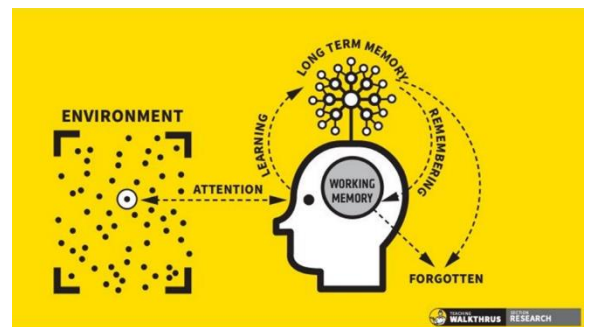 LONG TERM MEMORY
ENVIRONMENT
LEARNING
REMEMBERING
ATTENTION
WORKING
MEMORY
FORGOTTEN
TEACHING
WALKTHRUS
SECTION
RESEARCH